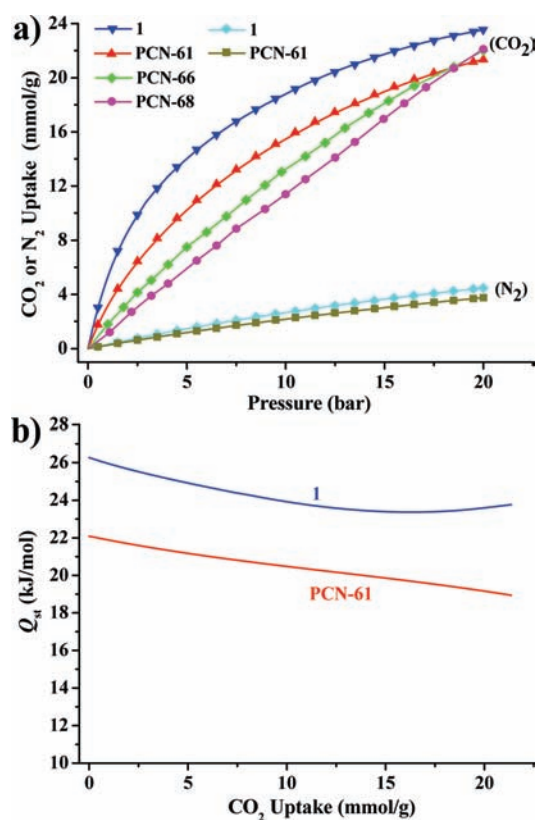 a)
1
1
PCN-61
PCN-61
PCN-66
PCN-68
(CO₂)
(N₂)
24
20
16
12
8
4
0
CO₂ or N₂ Uptake (mmol/g)
0 5 10 15 20
Pressure (bar)
b)
28
26
24
22
20
18
16
14
12
10
Qst (kJ/mol)
1
PCN-61
0 5 10 15 20
CO₂ Uptake (mmol/g)